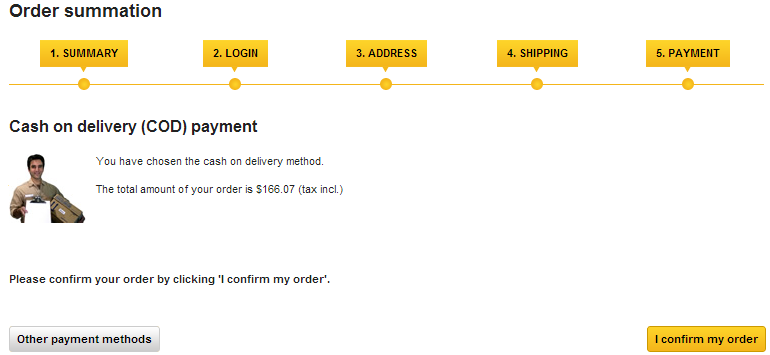 Order summation
1. SUMMARY
2. LOGIN
3. ADDRESS
4. SHIPPING
5. PAYMENT
Cash on delivery (COD) payment
You have chosen the cash on delivery method.
The total amount of your order is $166.07 (tax incl.)
Please confirm your order by clicking 'I confirm my order'.
Other payment methods
I confirm my order